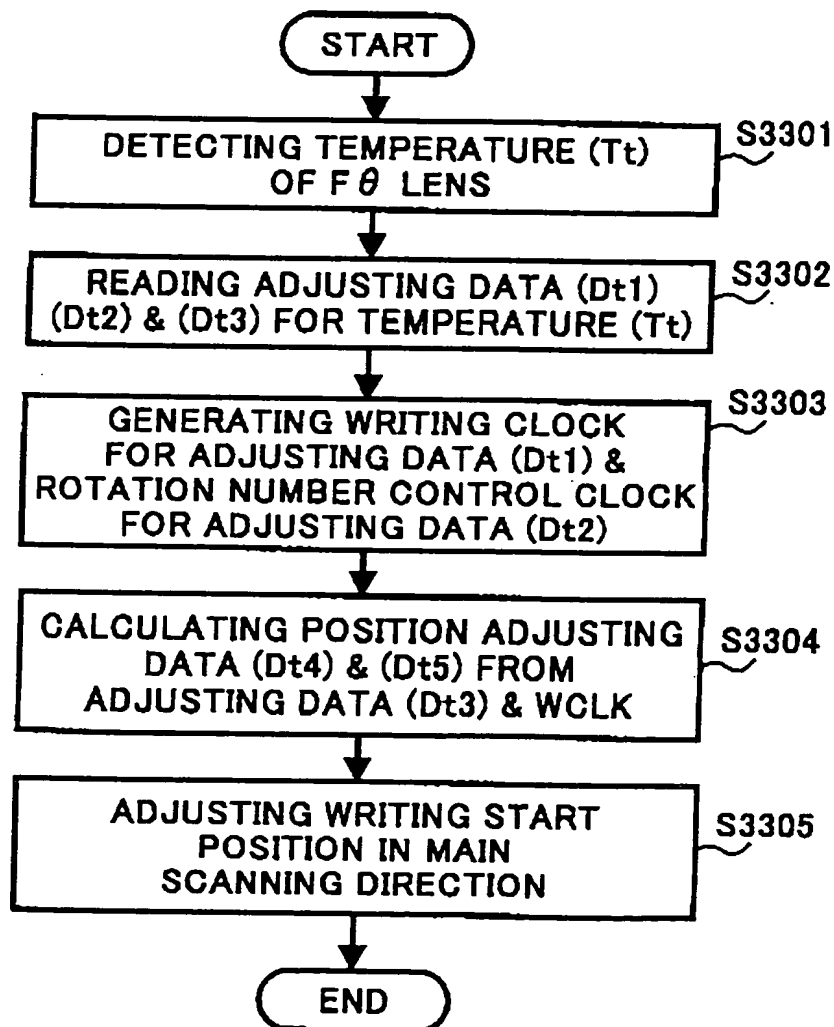 START
DETECTING TEMPERATURE (Tt)
OF Fθ LENS
S3301
READING ADJUSTING DATA (Dt1)
(Dt2) & (Dt3) FOR TEMPERATURE (Tt)
S3302
GENERATING WRITING CLOCK
FOR ADJUSTING DATA (Dt1) &
ROTATION NUMBER CONTROL CLOCK
FOR ADJUSTING DATA (Dt2)
S3303
CALCULATING POSITION ADJUSTING
DATA (Dt4) & (Dt5) FROM
ADJUSTING DATA (Dt3) & WCLK
S3304
ADJUSTING WRITING START
POSITION IN MAIN
SCANNING DIRECTION
S3305
END